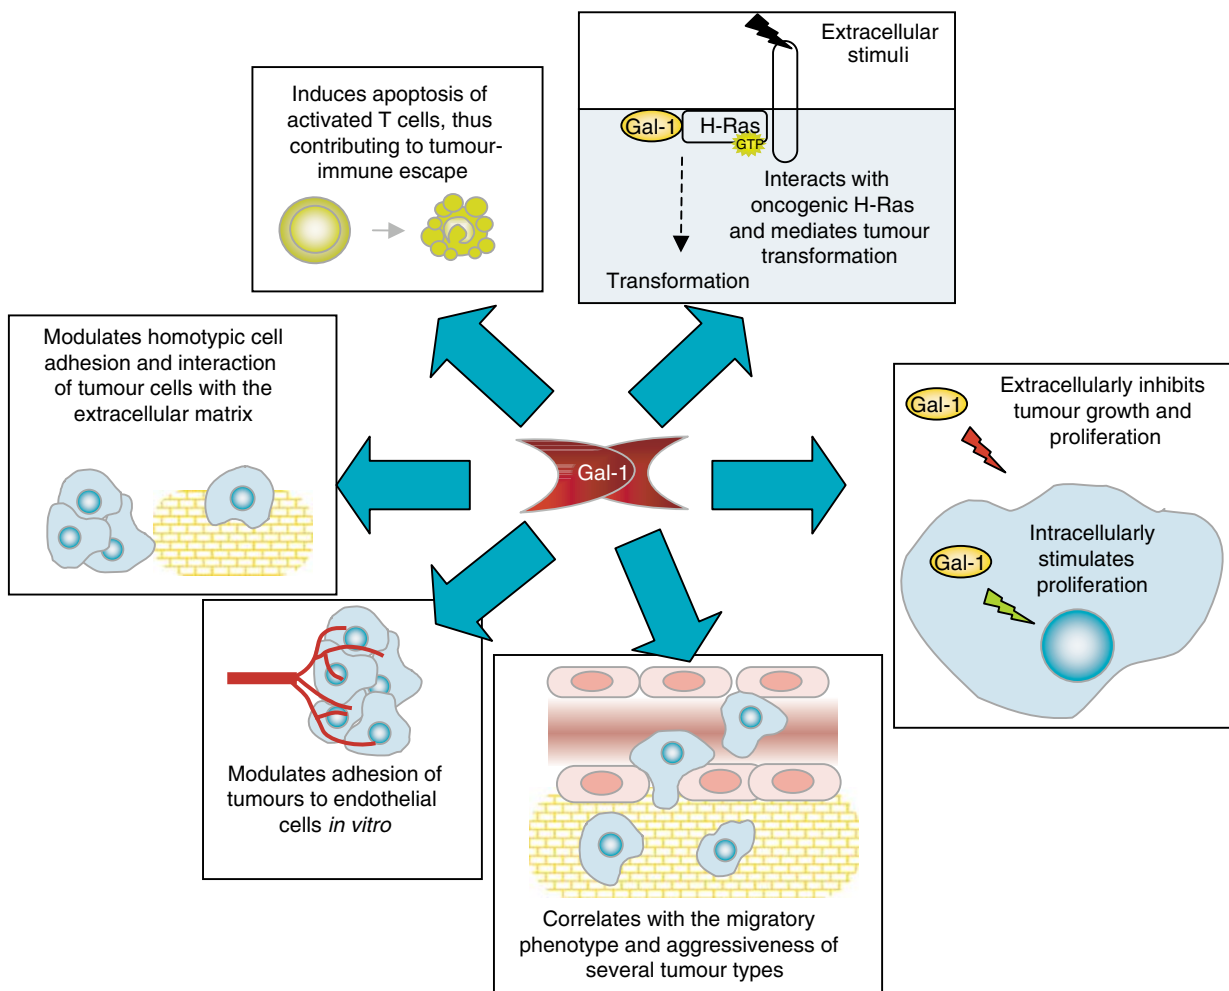 Extracellular
stimuli
Gal-1
H-Ras
GTP
Interacts with
oncogenic H-Ras
and mediates tumour
transformation
Transformation
Induces apoptosis of
activated T cells, thus
contributing to tumour-
immune escape
Modulates homotypic cell
adhesion and interaction
of tumour cells with the
extracellular matrix
Gal-1
Gal-1
Extracellularly inhibits
tumour growth and
proliferation
Gal-1
Intracellularly
stimulates
proliferation
Modulates adhesion of
tumours to endothelial
cells in vitro
Correlates with the migratory
phenotype and aggressiveness of
several tumour types